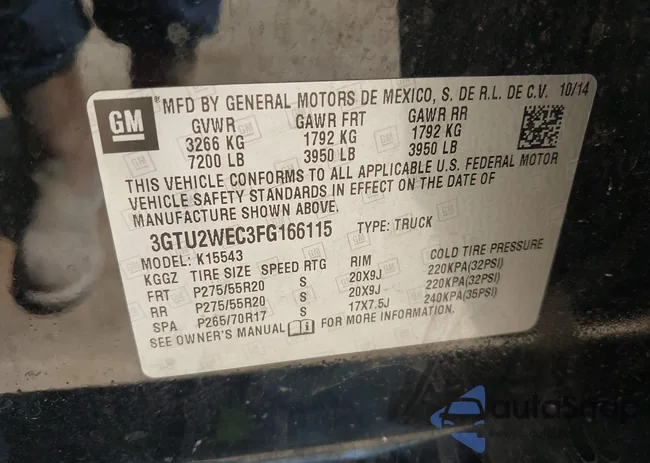 GM
*MFD BY GENERAL MOTORS DE MEXICO, S. DE R.L. DE C.V. 10/14
GVWR GAWR FRT GAWR RR
3266 KG 1792 KG 1792 KG
7200 LB 3950 LB 3950 LB
THIS VEHICLE CONFORMS TO ALL APPLICABLE U.S. FEDERAL MOTOR
VEHICLE SAFETY STANDARDS IN EFFECT ON THE DATE OF
MANUFACTURE SHOWN ABOVE.
3GTU2WEC3FG166115 TYPE: TRUCK
MODEL: K15543
KGGZ TIRE SIZE SPEED RTG RIM COLD TIRE PRESSURE
FRT P275/55R20 S 20X9J 220KPA(32PSI)
RR P275/55R20 S 20X9J 220KPA(32PSI)
SPA P265/70R17 S 17X7.5J 240KPA(35PSI)
SEE OWNER'S MANUAL FOR MORE INFORMATION.
autoSnap